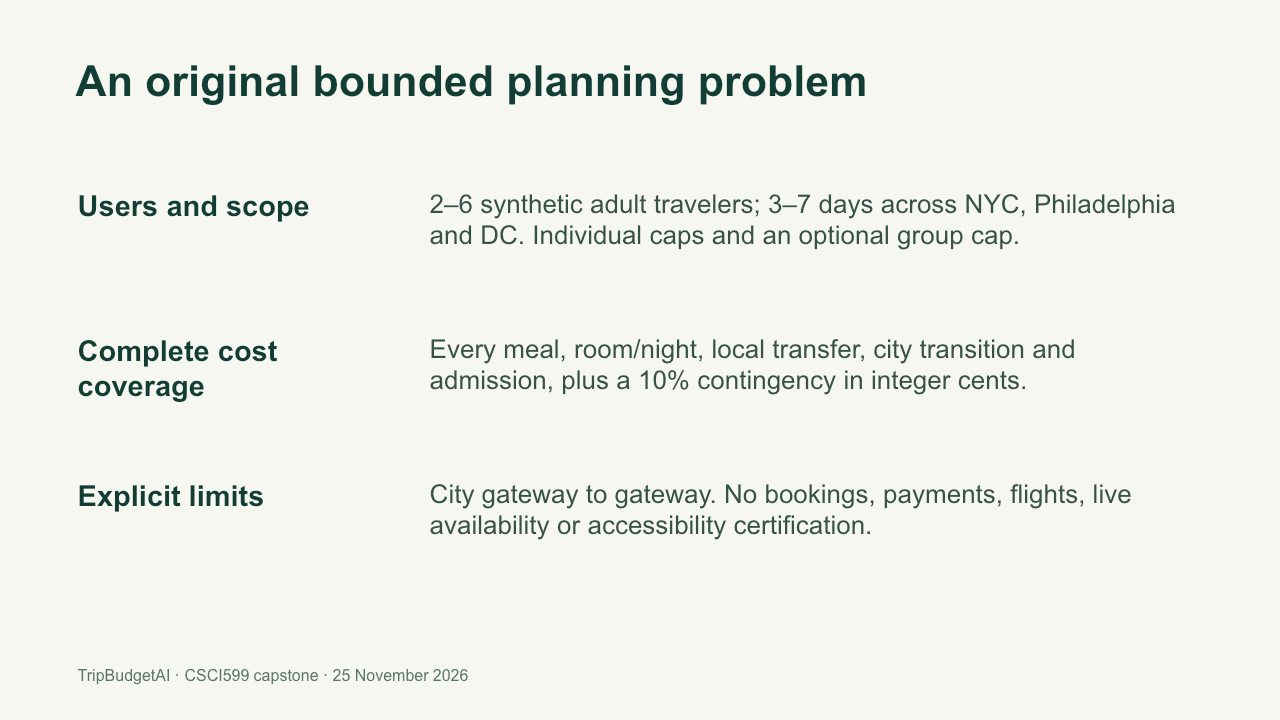 An original bounded planning problem
Users and scope
2–6 synthetic adult travelers; 3–7 days across NYC, Philadelphia
and DC. Individual caps and an optional group cap.
Complete cost
coverage
Every meal, room/night, local transfer, city transition and
admission, plus a 10% contingency in integer cents.
Explicit limits
City gateway to gateway. No bookings, payments, flights, live
availability or accessibility certification.
TripBudgetAI · CSCI599 capstone · 25 November 2026